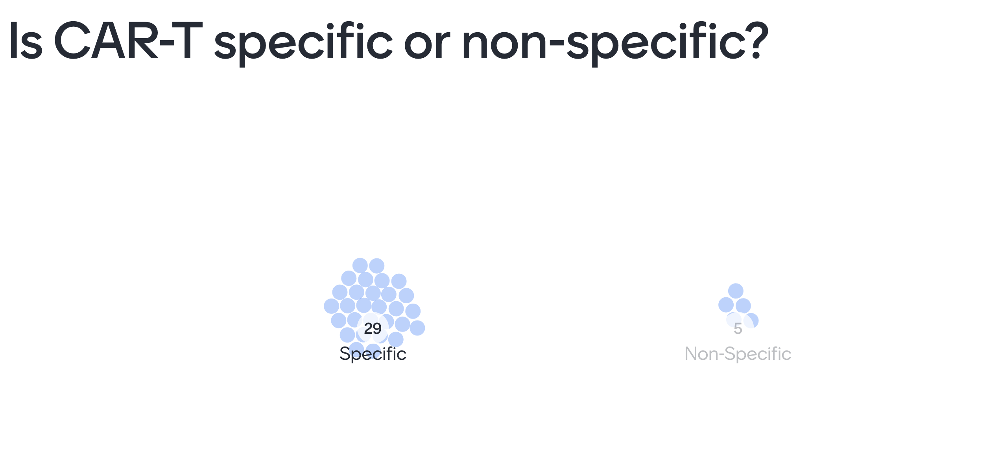 Is CAR-T specific or non-specific?
29
5
Specific
Non-Specific